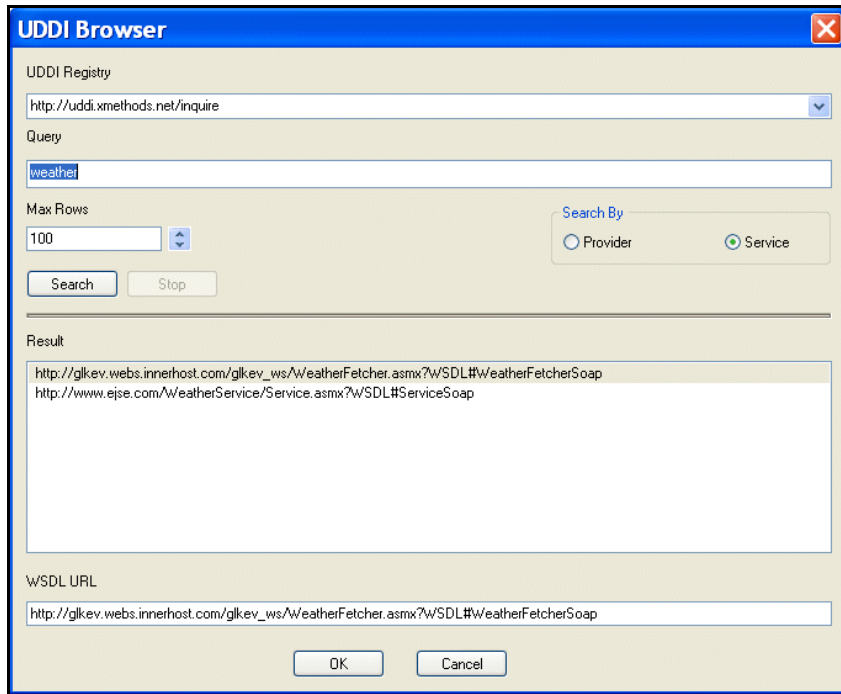 UDDI Browser
UDDI Registry
http://uddi.xmethods.net/inquire
Query
weather
Max Rows
100
Search By
Provider
Service
Search
Stop
Result
http://glkev.webs.innerhost.com/glkev_ws/WeatherFetcher.asmx?WSDL#WeatherFetcherSoap
http://www.ejse.com/WeatherService/Service.asmx?WSDL#ServiceSoap
WSDL URL
http://glkev.webs.innerhost.com/glkev_ws/WeatherFetcher.asmx?WSDL#WeatherFetcherSoap
OK
Cancel